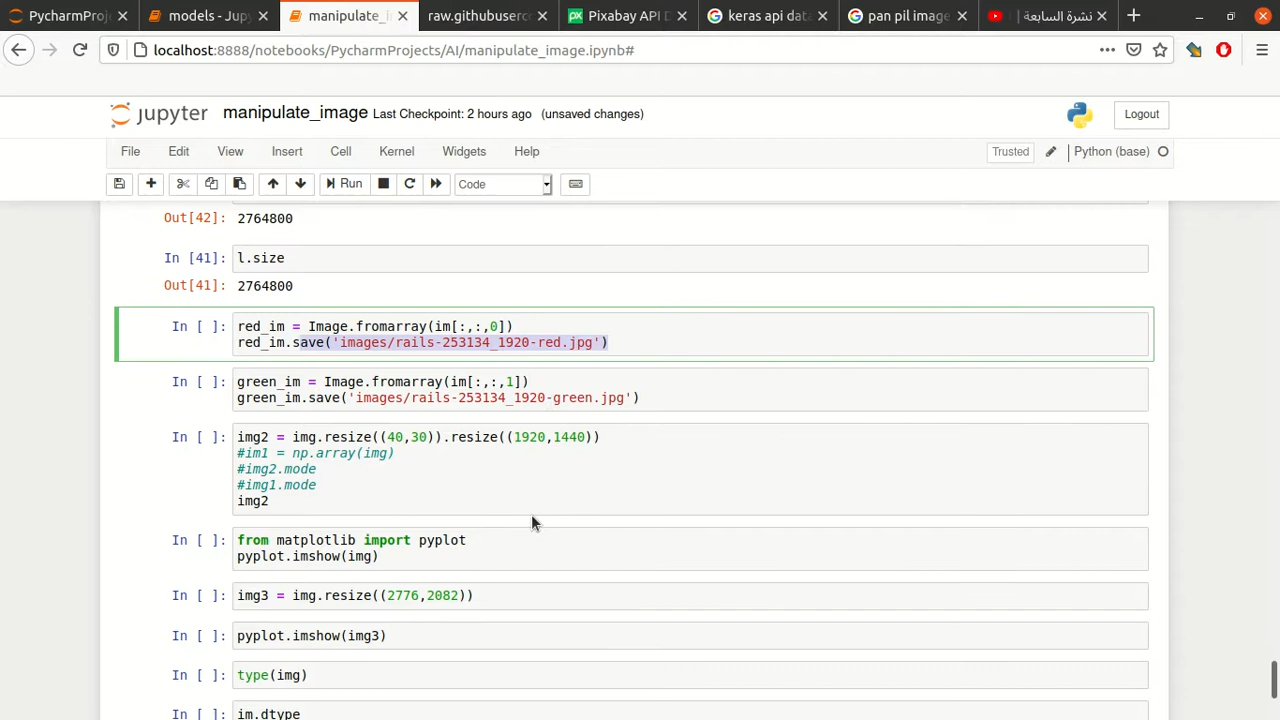 PycharmProje
models - Jupy
manipulate_i
raw.githubuserc
Pixabay API D
keras api data
pan pil image
نشرة السابعة |
localhost:8888/notebooks/PycharmProjects/AI/manipulate_image.ipynb#
jupyter manipulate_image Last Checkpoint: 2 hours ago (unsaved changes) Logout
File Edit View Insert Cell Kernel Widgets Help Trusted Python (base)
Run Code
Out[42]: 2764800
In [41]: l.size
Out[41]: 2764800
In [ ]: red_im = Image.fromarray(im[:,:,0])
red_im.save('images/rails-253134_1920-red.jpg')
In [ ]: green_im = Image.fromarray(im[:,:,1])
green_im.save('images/rails-253134_1920-green.jpg')
In [ ]: img2 = img.resize((40,30)).resize((1920,1440))
#im1 = np.array(img)
#img2.mode
#img1.mode
img2
In [ ]: from matplotlib import pyplot
pyplot.imshow(img)
In [ ]: img3 = img.resize((2776,2082))
In [ ]: pyplot.imshow(img3)
In [ ]: type(img)
In [ ]: im.dtype